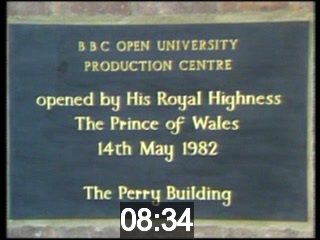 BBC OPEN UNIVERSITY
PRODUCTION CENTRE
opened by His Royal Highness
The Prince of Wales
14th May 1982
The Perry Building
08:34